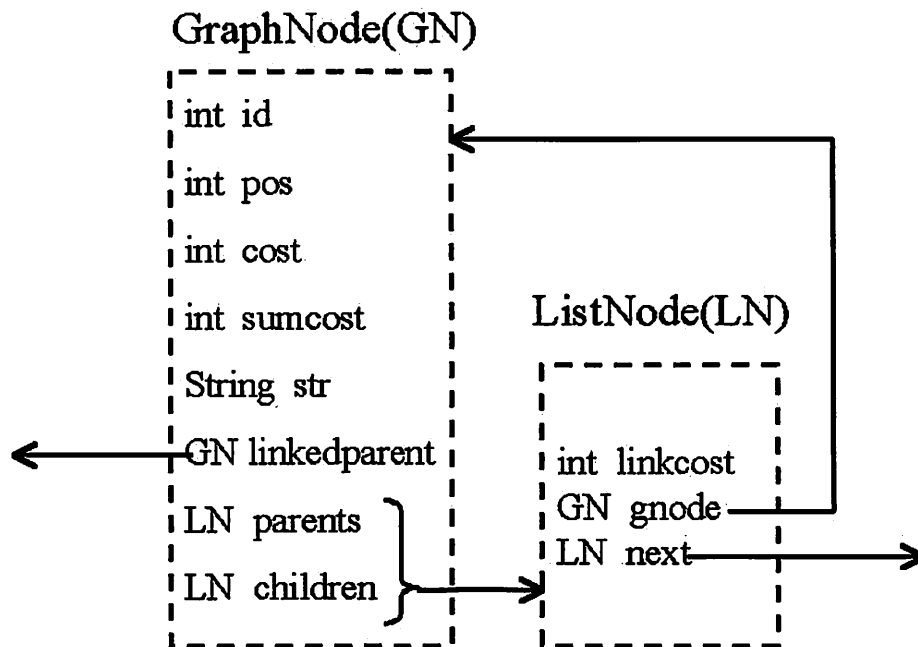 GraphNode(GN)
int id
int pos
int cost
int sumcost
String str
GN linkedparent
LN parents
LN children
ListNode(LN)
int linkcost
GN gnode
LN next